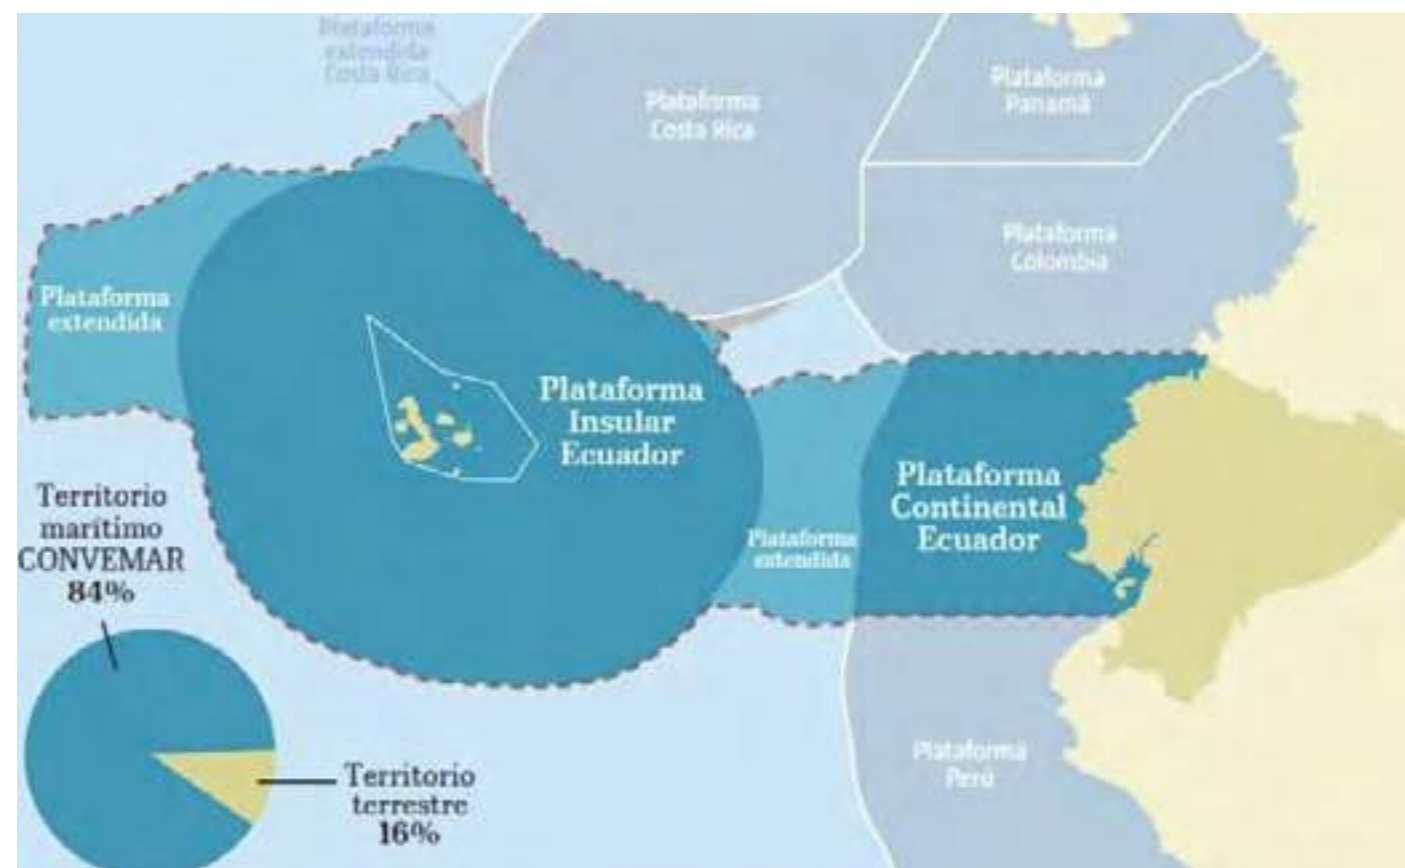 Plataforma
extendida
Costa Rica
Plataforma
Costa Rica
Plataforma
Panamá
Plataforma
Colombia
Plataforma
extendida
Plataforma
Insular
Ecuador
Plataforma
Continental
Ecuador
Plataforma
extendida
Territorio
marítimo
CONVEMAR
84%
Territorio
terrestre
16%
Plataforma
Perú